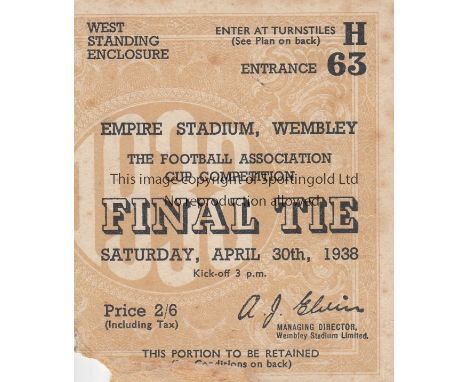 WEST
STANDING
ENCLOSURE
ENTER AT TURNSTILES
(See Plan on back)
H
ENTRANCE 63
1938
EMPIRE STADIUM, WEMBLEY
THE FOOTBALL ASSOCIATION
CUP COMPETITION
This image copyright of Sportingold Ltd
No reproduction allowed
FINAL TIE
SATURDAY, APRIL 30th, 1938
Kick-off 3 p.m.
Price 2/6
(Including Tax)
A. J. Elvin
MANAGING DIRECTOR,
Wembley Stadium Limited.
THIS PORTION TO BE RETAINED
Conditions on back)